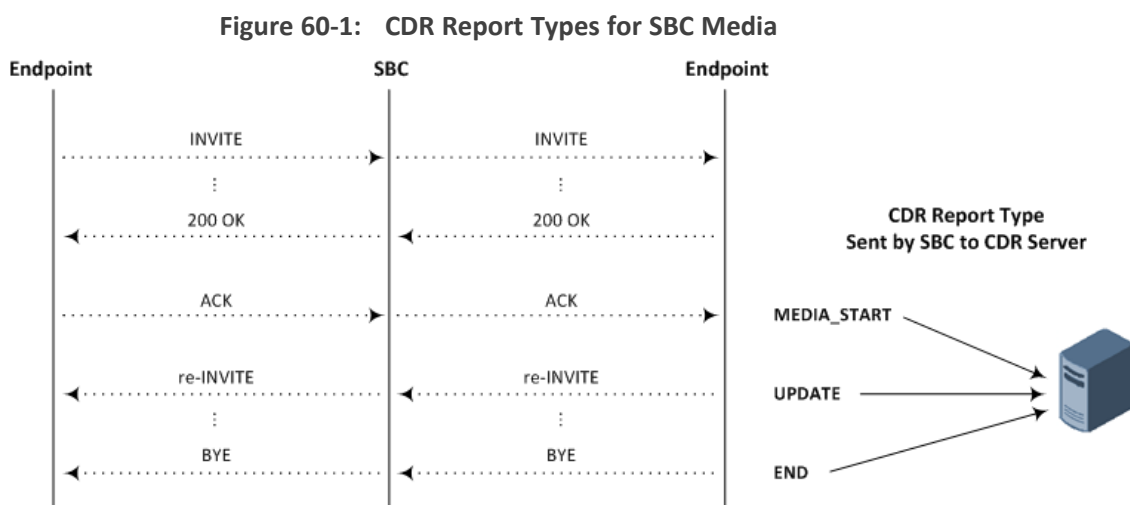 Figure 60-1: CDR Report Types for SBC Media
Endpoint SBC Endpoint
INVITE INVITE
⋮ ⋮
200 OK 200 OK
CDR Report Type
Sent by SBC to CDR Server
ACK ACK
MEDIA_START
re-INVITE re-INVITE
UPDATE
⋮ ⋮
BYE BYE
END